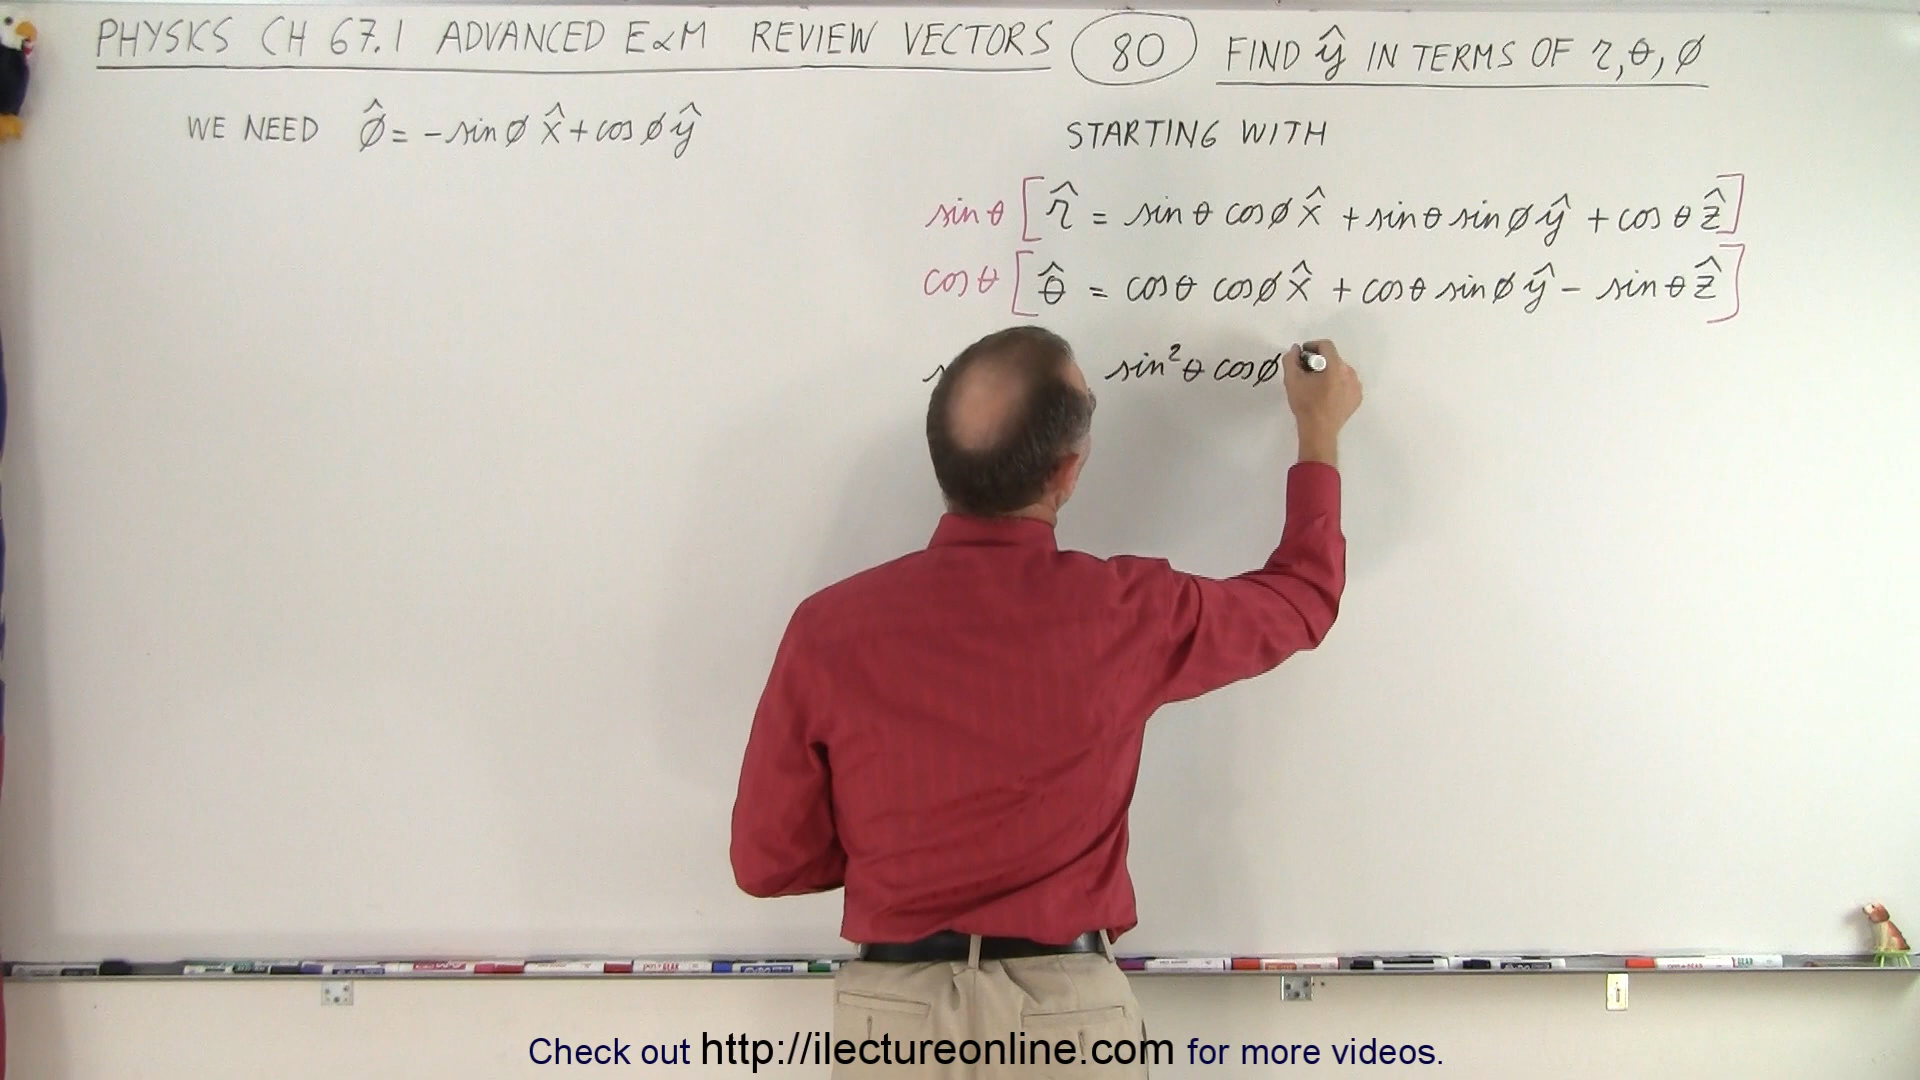 PHYSICS CH 67.1 ADVANCED E&M REVIEW VECTORS 80 FIND ŷ IN TERMS OF r, θ, ϕ
WE NEED ϕ̂ = -sin ϕ x̂ + cos ϕ ŷ
STARTING WITH
sin θ [r̂ = sin θ cos ϕ x̂ + sin θ sin ϕ ŷ + cos θ ẑ]
cos θ [θ̂ = cos θ cos ϕ x̂ + cos θ sin ϕ ŷ - sin θ ẑ]
sin² θ cos ϕ
Check out http://ilectureonline.com for more videos.